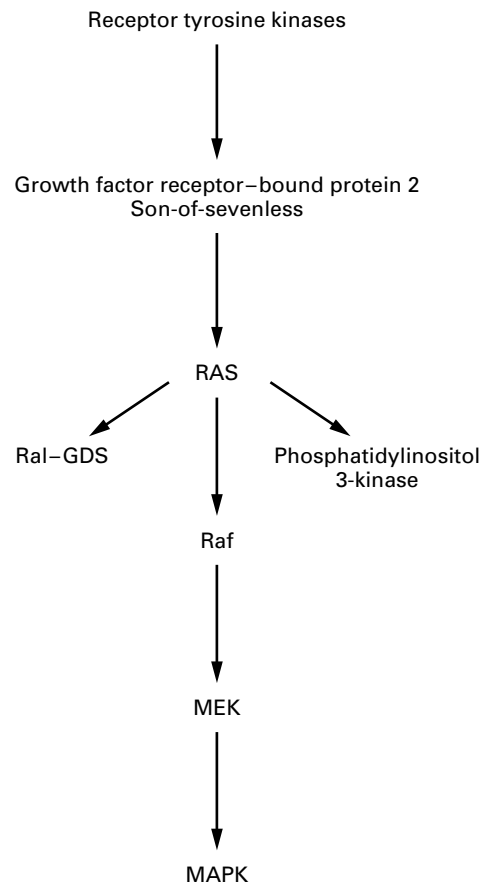 Receptor tyrosine kinases
Growth factor receptor–bound protein 2
Son-of-sevenless
RAS
Ral–GDS
Phosphatidylinositol
3-kinase
Raf
MEK
MAPK